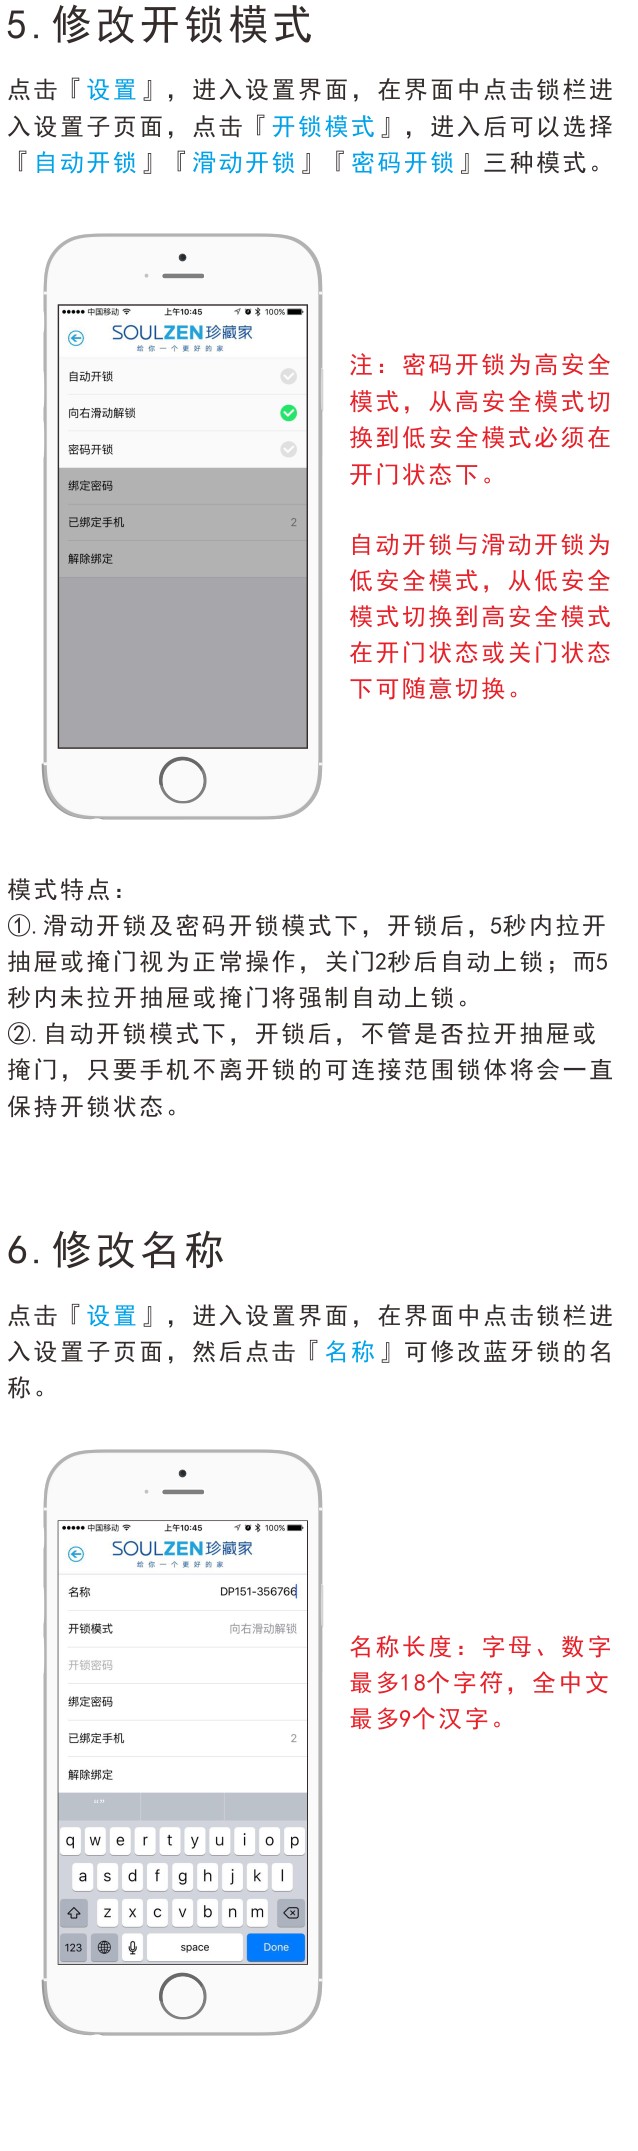 5.修改开锁模式
点击『设置』，进入设置界面，在界面中点击锁栏进
入设置子页面，点击『开锁模式』，进入后可以选择
『自动开锁』『滑动开锁』『密码开锁』三种模式。
中国移动 上午10:45 100%
SOULZEN珍藏家
给你一个更好的家
自动开锁
向右滑动解锁
密码开锁
绑定密码
已绑定手机 2
解除绑定
注：密码开锁为高安全
模式，从高安全模式切
换到低安全模式必须在
开门状态下。
自动开锁与滑动开锁为
低安全模式，从低安全
模式切换到高安全模式
在开门状态或关门状态
下可随意切换。
模式特点：
①.滑动开锁及密码开锁模式下，开锁后，5秒内拉开
抽屉或掩门视为正常操作，关门2秒后自动上锁；而5
秒内未拉开抽屉或掩门将强制自动上锁。
②.自动开锁模式下，开锁后，不管是否拉开抽屉或
掩门，只要手机不离开锁的可连接范围锁体将会一直
保持开锁状态。
6.修改名称
点击『设置』，进入设置界面，在界面中点击锁栏进
入设置子页面，然后点击『名称』可修改蓝牙锁的名
称。
中国移动 上午10:45 100%
SOULZEN珍藏家
给你一个更好的家
名称 DP151-356766
开锁模式 向右滑动解锁
开锁密码
绑定密码
已绑定手机 2
解除绑定
“”
q w e r t y u i o p
a s d f g h j k l
z x c v b n m
123 space Done
名称长度：字母、数字
最多18个字符，全中文
最多9个汉字。